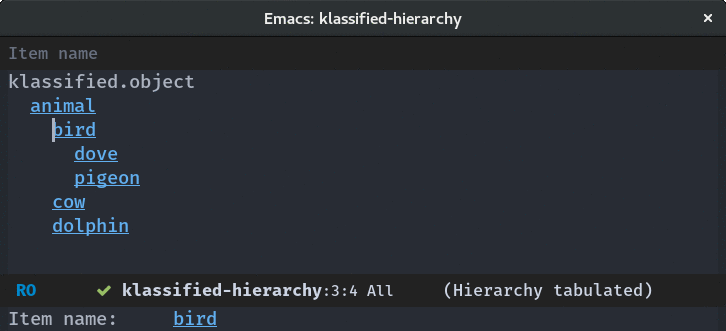 Emacs: klassified-hierarchy ×
Item name
klassified.object
animal
bird
dove
pigeon
cow
dolphin
RO ✔ klassified-hierarchy:3:4 All (Hierarchy tabulated)
Item name: bird